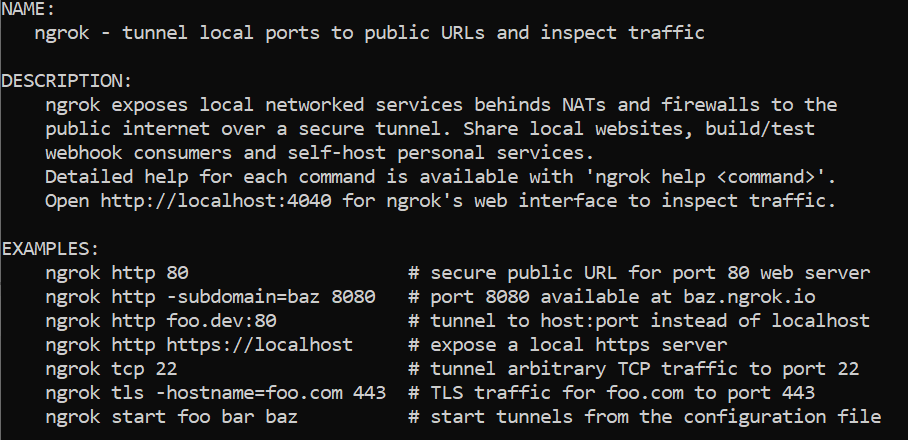 NAME:
   ngrok - tunnel local ports to public URLs and inspect traffic

DESCRIPTION:
    ngrok exposes local networked services behinds NATs and firewalls to the
    public internet over a secure tunnel. Share local websites, build/test
    webhook consumers and self-host personal services.
    Detailed help for each command is available with 'ngrok help <command>'.
    Open http://localhost:4040 for ngrok's web interface to inspect traffic.

EXAMPLES:
    ngrok http 80                    # secure public URL for port 80 web server
    ngrok http -subdomain=baz 8080   # port 8080 available at baz.ngrok.io
    ngrok http foo.dev:80            # tunnel to host:port instead of localhost
    ngrok http https://localhost     # expose a local https server
    ngrok tcp 22                     # tunnel arbitrary TCP traffic to port 22
    ngrok tls -hostname=foo.com 443  # TLS traffic for foo.com to port 443
    ngrok start foo bar baz          # start tunnels from the configuration file